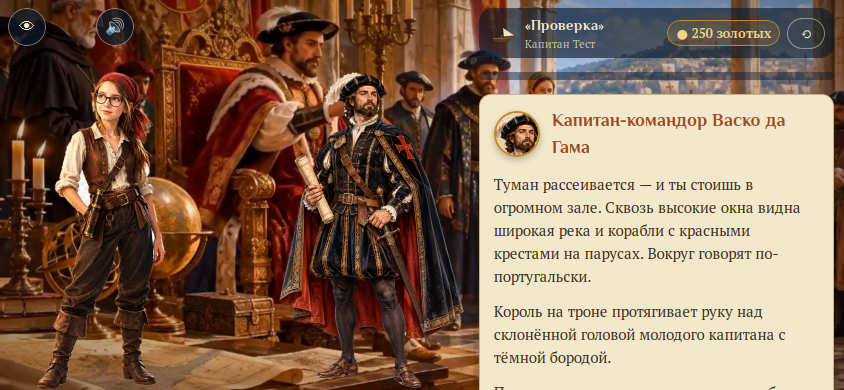 «Проверка»
Капитан Тест
250 золотых
Капитан-командор Васко да
Гама
Туман рассеивается — и ты стоишь в
огромном зале. Сквозь высокие окна видна
широкая река и корабли с красными
крестами на парусах. Вокруг говорят по-
португальски.
Король на троне протягивает руку над
склонённой головой молодого капитана с
тёмной бородой.